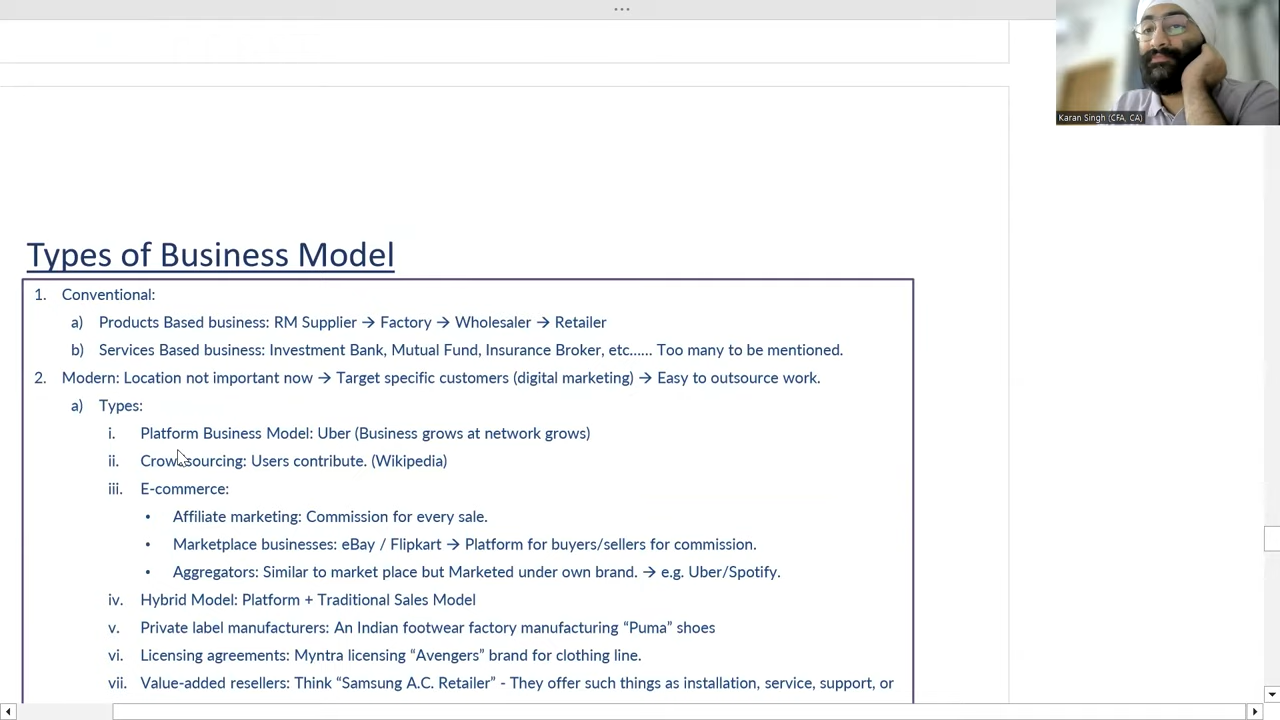 Karan Singh (CFA, CA)
Types of Business Model
1. Conventional:
a) Products Based business: RM Supplier → Factory → Wholesaler → Retailer
b) Services Based business: Investment Bank, Mutual Fund, Insurance Broker, etc...... Too many to be mentioned.
2. Modern: Location not important now → Target specific customers (digital marketing) → Easy to outsource work.
a) Types:
i. Platform Business Model: Uber (Business grows at network grows)
ii. Crowdsourcing: Users contribute. (Wikipedia)
iii. E-commerce:
• Affiliate marketing: Commission for every sale.
• Marketplace businesses: eBay / Flipkart → Platform for buyers/sellers for commission.
• Aggregators: Similar to market place but Marketed under own brand. → e.g. Uber/Spotify.
iv. Hybrid Model: Platform + Traditional Sales Model
v. Private label manufacturers: An Indian footwear factory manufacturing “Puma” shoes
vi. Licensing agreements: Myntra licensing “Avengers” brand for clothing line.
vii. Value-added resellers: Think “Samsung A.C. Retailer” - They offer such things as installation, service, support, or